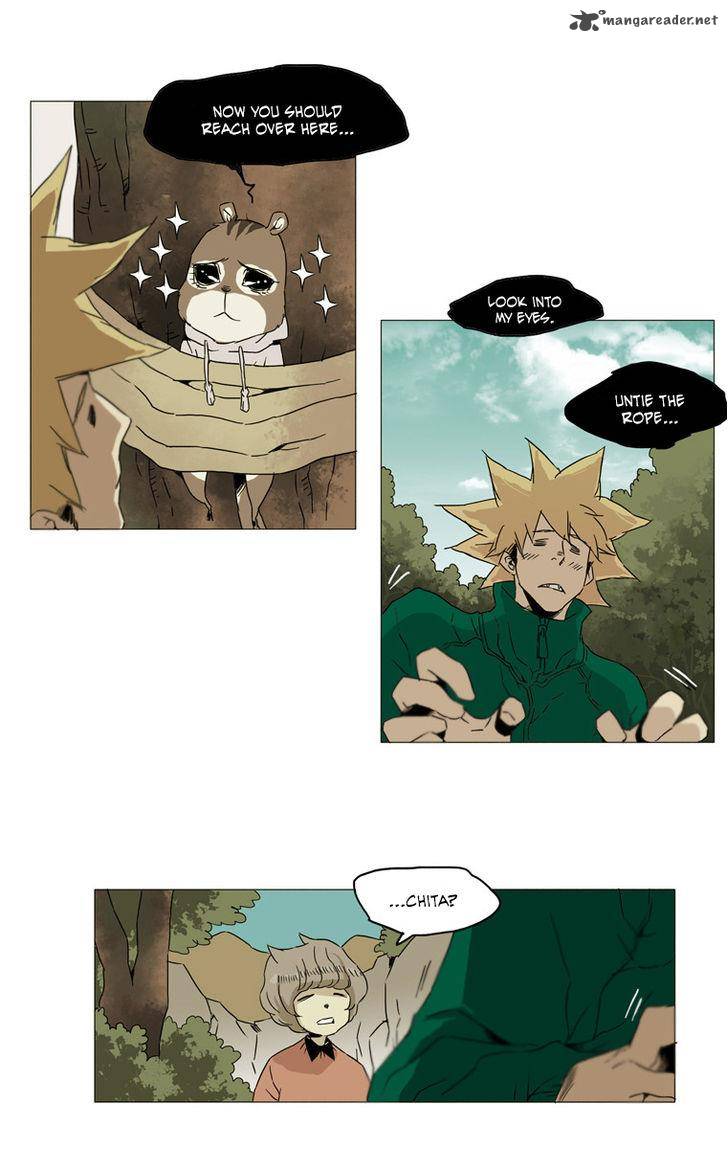 mangareader.net
NOW YOU SHOULD
REACH OVER HERE...
LOOK INTO
MY EYES.
UNTIE THE
ROPE...
...CHITA?